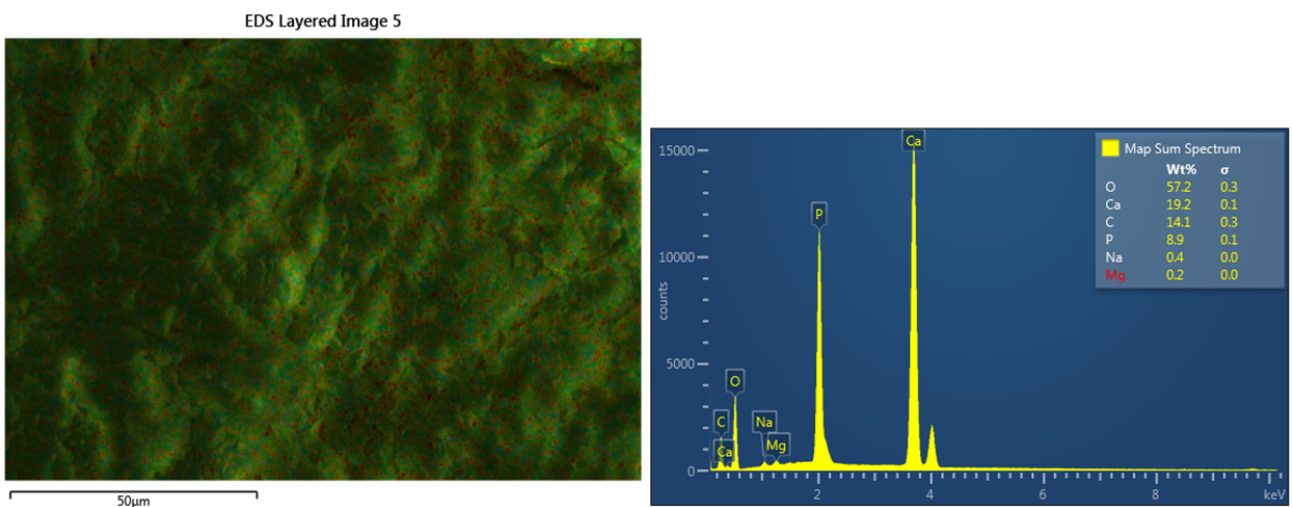 EDS Layered Image 5
50µm
Map Sum Spectrum
Wt% σ
O 57.2 0.3
Ca 19.2 0.1
C 14.1 0.3
P 8.9 0.1
Na 0.4 0.0
Mg 0.2 0.0
15000
10000
5000
0
counts
Ca
P
O
C
Ca
Na
Mg
2 4 6 8 keV